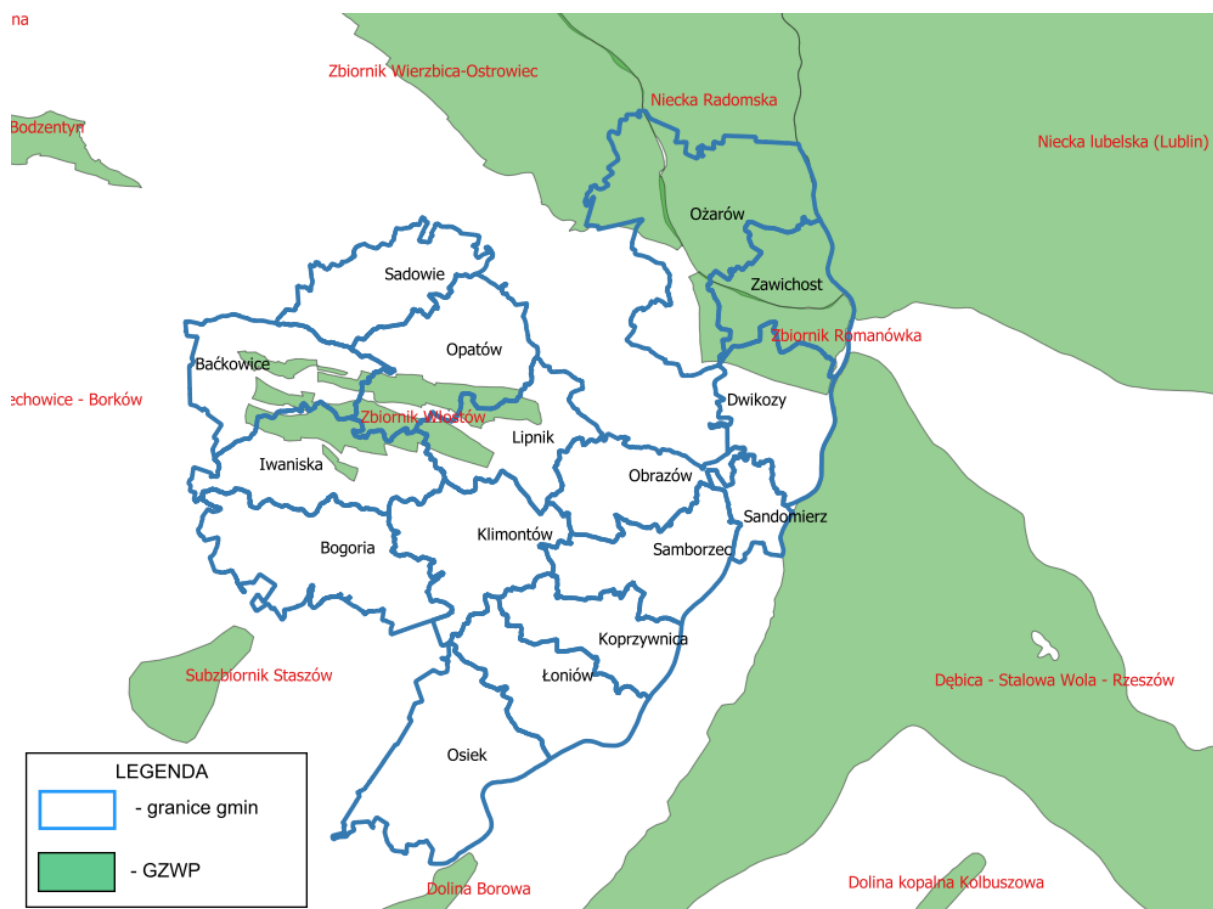 na
Zbiornik Wierzbica-Ostrowiec
Niecka Radomska
Bodzentyn
Niecka lubelska (Lublin)
Ożarów
Sadowie
Zawichost
Zbiornik Romanówka
Opatów
Baćkowice
echowice - Borków
Dwikozy
Zbiornik Włostów
Lipnik
Iwaniska
Obrazów
Sandomierz
Klimontów
Bogoria
Samborzec
Koprzywnica
Subzbiornik Staszów
Łoniów
Dębica - Stalowa Wola - Rzeszów
Osiek
LEGENDA
- granice gmin
- GZWP
Dolina Borowa
Dolina kopalna Kolbuszowa